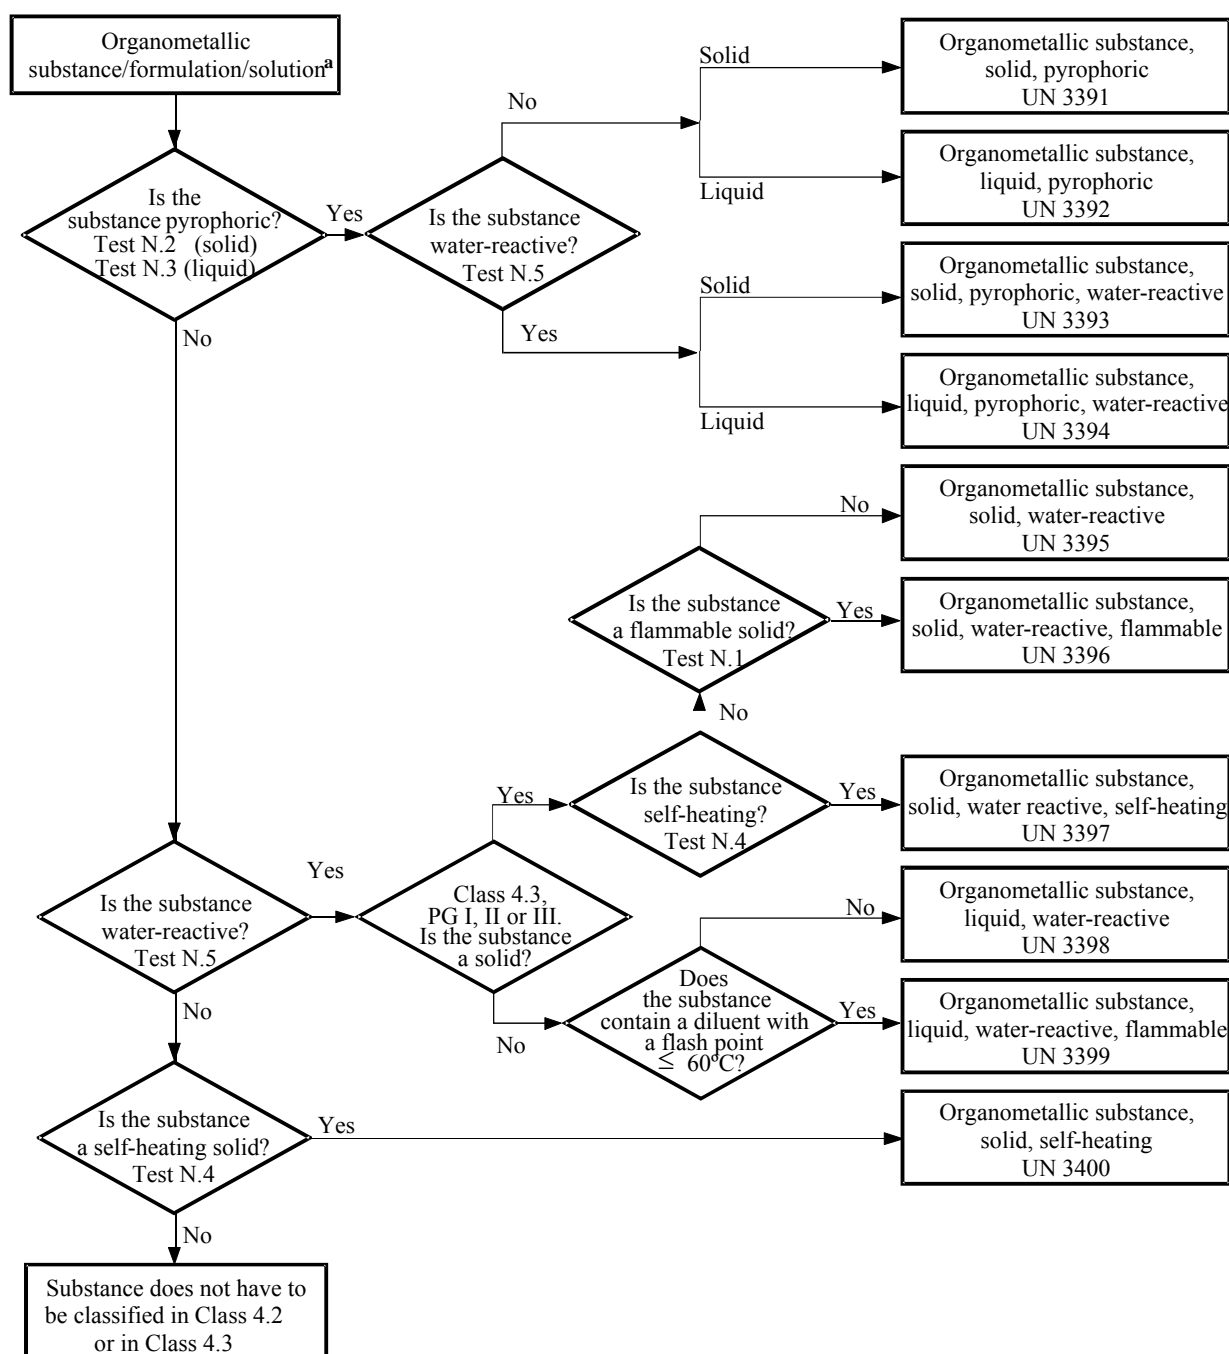 Organometallic
substance/formulation/solutionª
Is the
substance pyrophoric?
Test N.2 (solid)
Test N.3 (liquid)
Yes
No
Is the substance
water-reactive?
Test N.5
No
Yes
Solid
Liquid
Solid
Liquid
Organometallic substance,
solid, pyrophoric
UN 3391
Organometallic substance,
liquid, pyrophoric
UN 3392
Organometallic substance,
solid, pyrophoric, water-reactive
UN 3393
Organometallic substance,
liquid, pyrophoric, water-reactive
UN 3394
No
Organometallic substance,
solid, water-reactive
UN 3395
Is the substance
a flammable solid?
Test N.1
Yes
Organometallic substance,
solid, water-reactive, flammable
UN 3396
No
Is the substance
self-heating?
Test N.4
Yes
Yes
Organometallic substance,
solid, water reactive, self-heating
UN 3397
Is the substance
water-reactive?
Test N.5
Yes
No
Class 4.3,
PG I, II or III.
Is the substance
a solid?
No
Does
the substance
contain a diluent with
a flash point
≤ 60ºC?
No
Yes
Organometallic substance,
liquid, water-reactive
UN 3398
Organometallic substance,
liquid, water-reactive, flammable
UN 3399
Is the substance
a self-heating solid?
Test N.4
Yes
No
Organometallic substance,
solid, self-heating
UN 3400
Substance does not have to
be classified in Class 4.2
or in Class 4.3